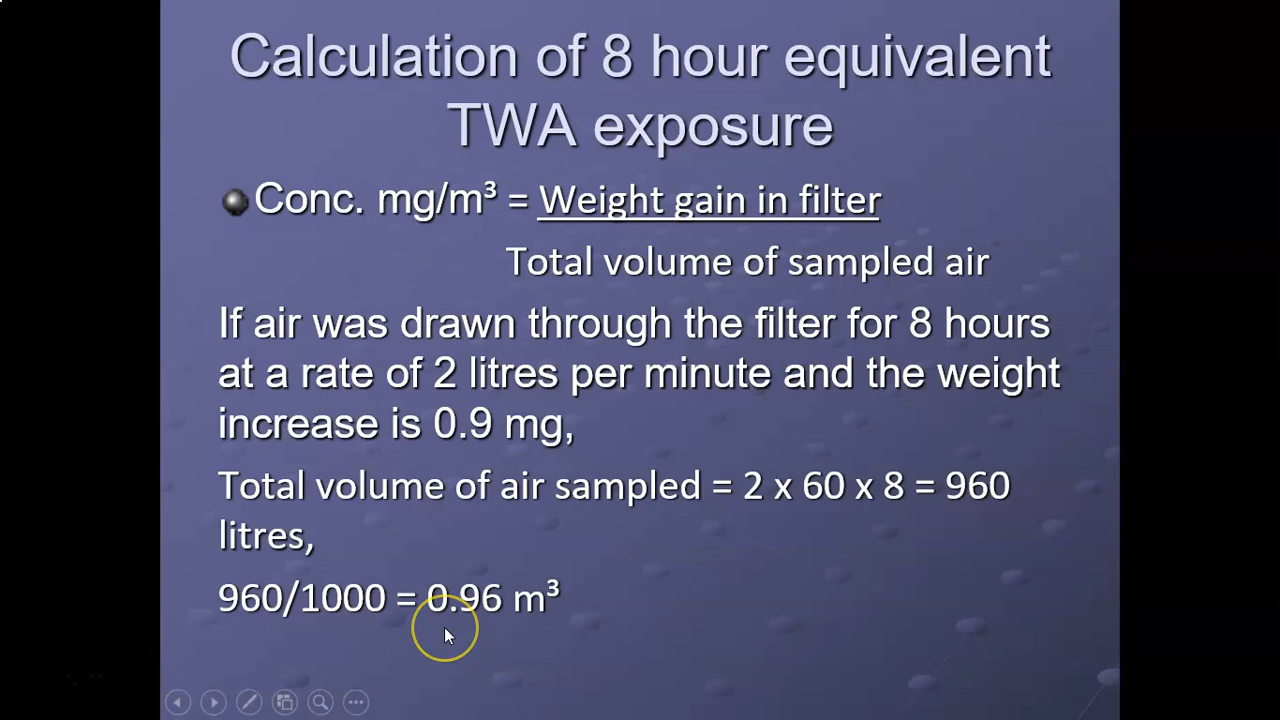 Calculation of 8 hour equivalent
TWA exposure
Conc. mg/m³ = Weight gain in filter
Total volume of sampled air
If air was drawn through the filter for 8 hours
at a rate of 2 litres per minute and the weight
increase is 0.9 mg,
Total volume of air sampled = 2 x 60 x 8 = 960
litres,
960/1000 = 0.96 m³